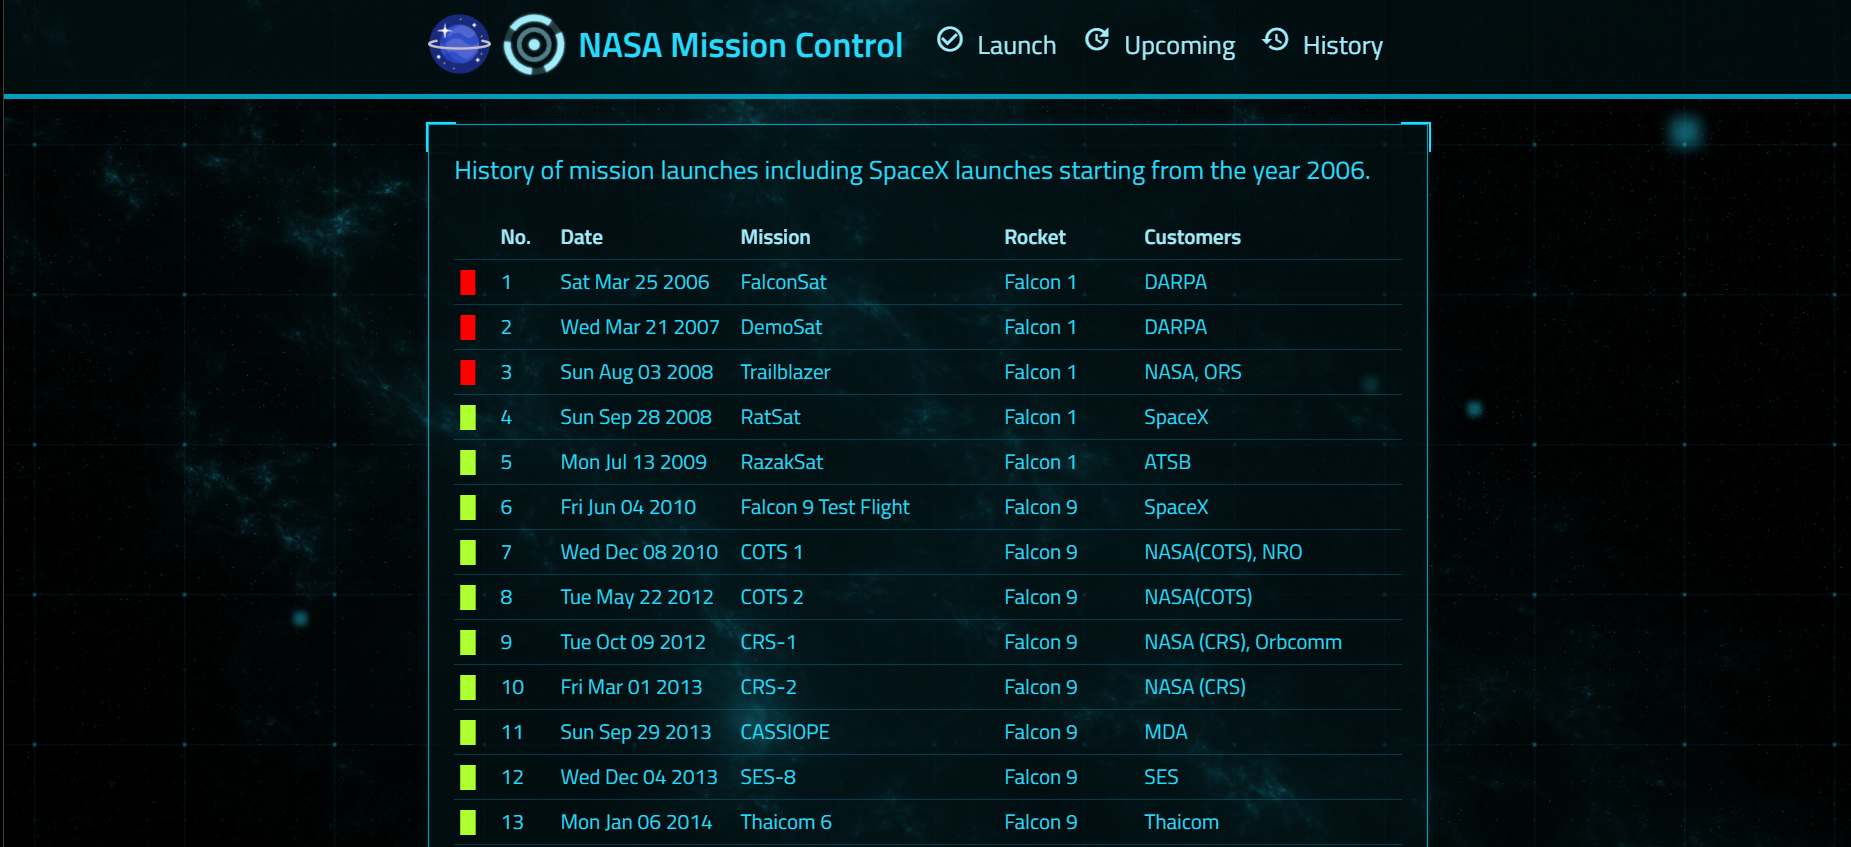 NASA Mission Control Launch Upcoming History
History of mission launches including SpaceX launches starting from the year 2006.
No. Date Mission Rocket Customers
1 Sat Mar 25 2006 FalconSat Falcon 1 DARPA
2 Wed Mar 21 2007 DemoSat Falcon 1 DARPA
3 Sun Aug 03 2008 Trailblazer Falcon 1 NASA, ORS
4 Sun Sep 28 2008 RatSat Falcon 1 SpaceX
5 Mon Jul 13 2009 RazakSat Falcon 1 ATSB
6 Fri Jun 04 2010 Falcon 9 Test Flight Falcon 9 SpaceX
7 Wed Dec 08 2010 COTS 1 Falcon 9 NASA(COTS), NRO
8 Tue May 22 2012 COTS 2 Falcon 9 NASA(COTS)
9 Tue Oct 09 2012 CRS-1 Falcon 9 NASA (CRS), Orbcomm
10 Fri Mar 01 2013 CRS-2 Falcon 9 NASA (CRS)
11 Sun Sep 29 2013 CASSIOPE Falcon 9 MDA
12 Wed Dec 04 2013 SES-8 Falcon 9 SES
13 Mon Jan 06 2014 Thaicom 6 Falcon 9 Thaicom